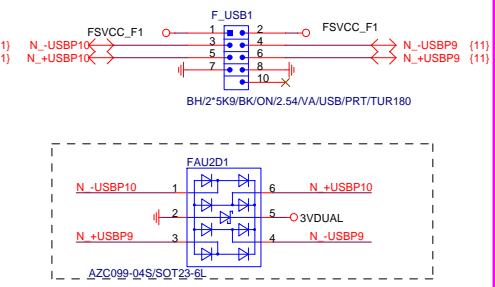 F_USB1
FSVCC_F1 1 2 FSVCC_F1
1} N_-USBP10 3 4 N_-USBP9 {11}
1} N_+USBP10 5 6 N_+USBP9 {11}
7 8
10
BH/2*5K9/BK/ON/2.54/VA/USB/PRT/TUR180
FAU2D1
N_-USBP10 1 6 N_+USBP10
2 5 3VDUAL
N_+USBP9 3 4 N_-USBP9
AZC099-04S/SOT23-6L